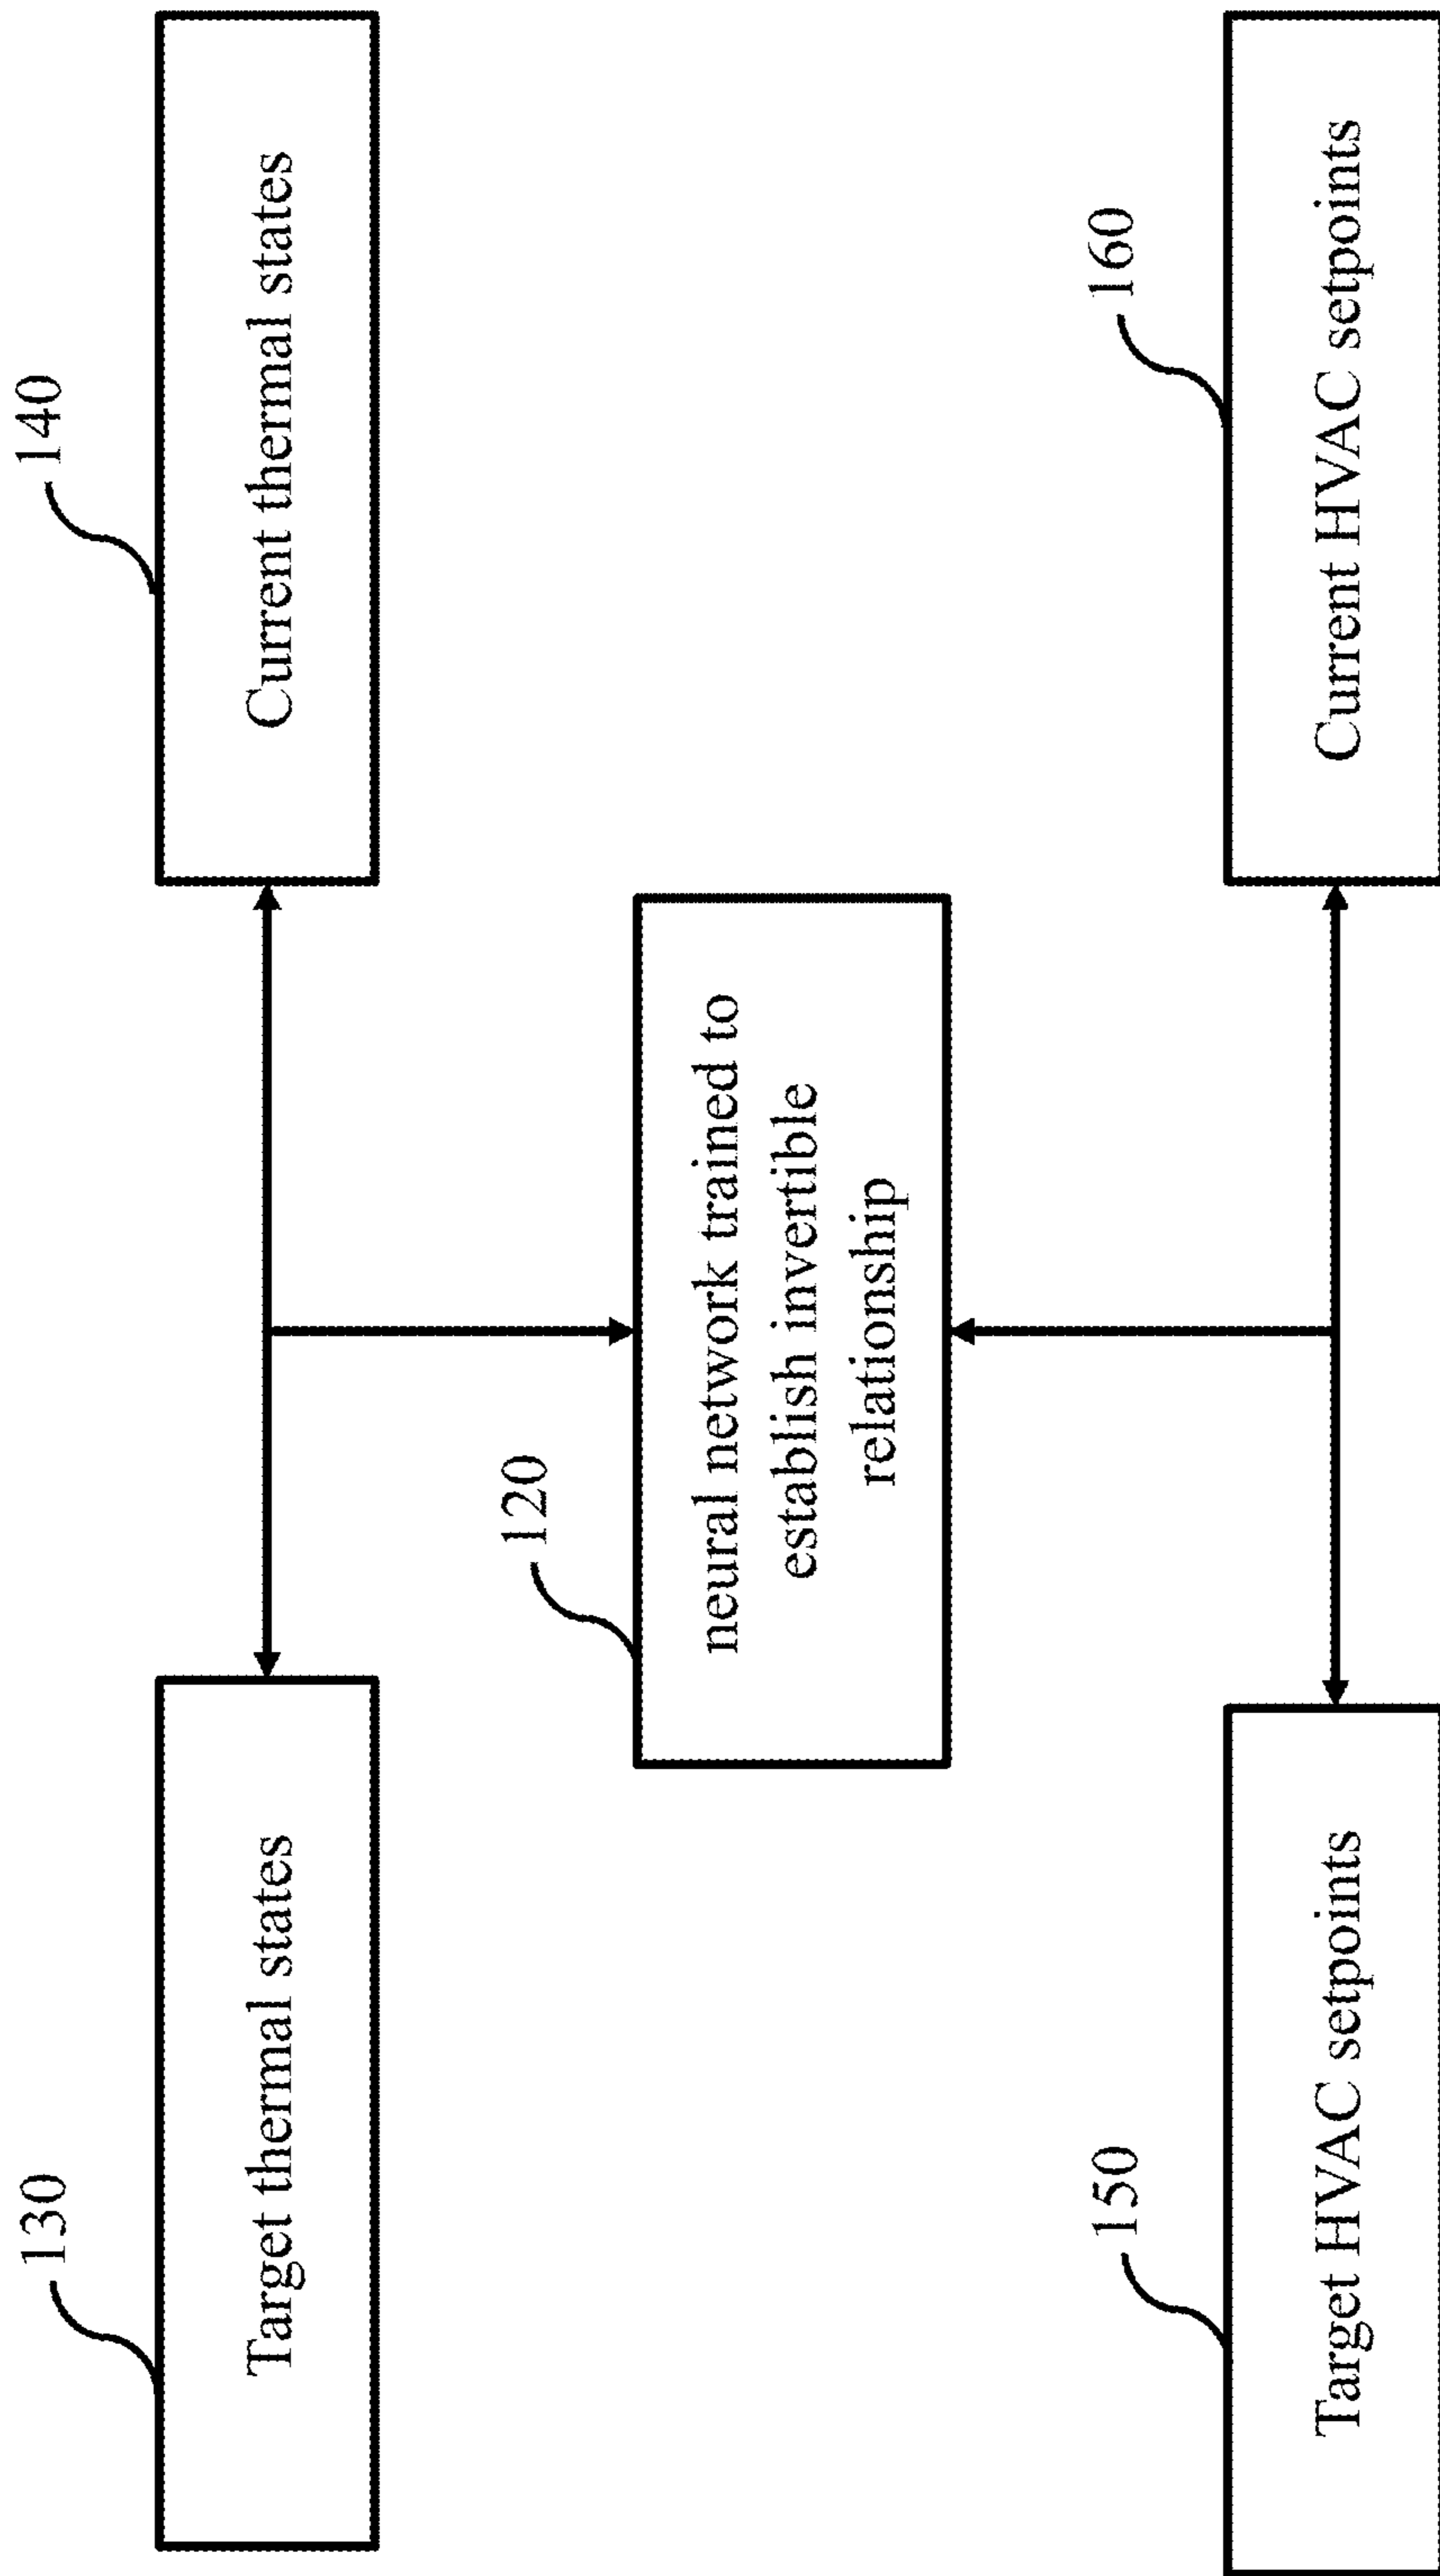 130
Target thermal states
140
Current thermal states
120
neural network trained to
establish invertible
relationship
150
Target HVAC setpoints
160
Current HVAC setpoints